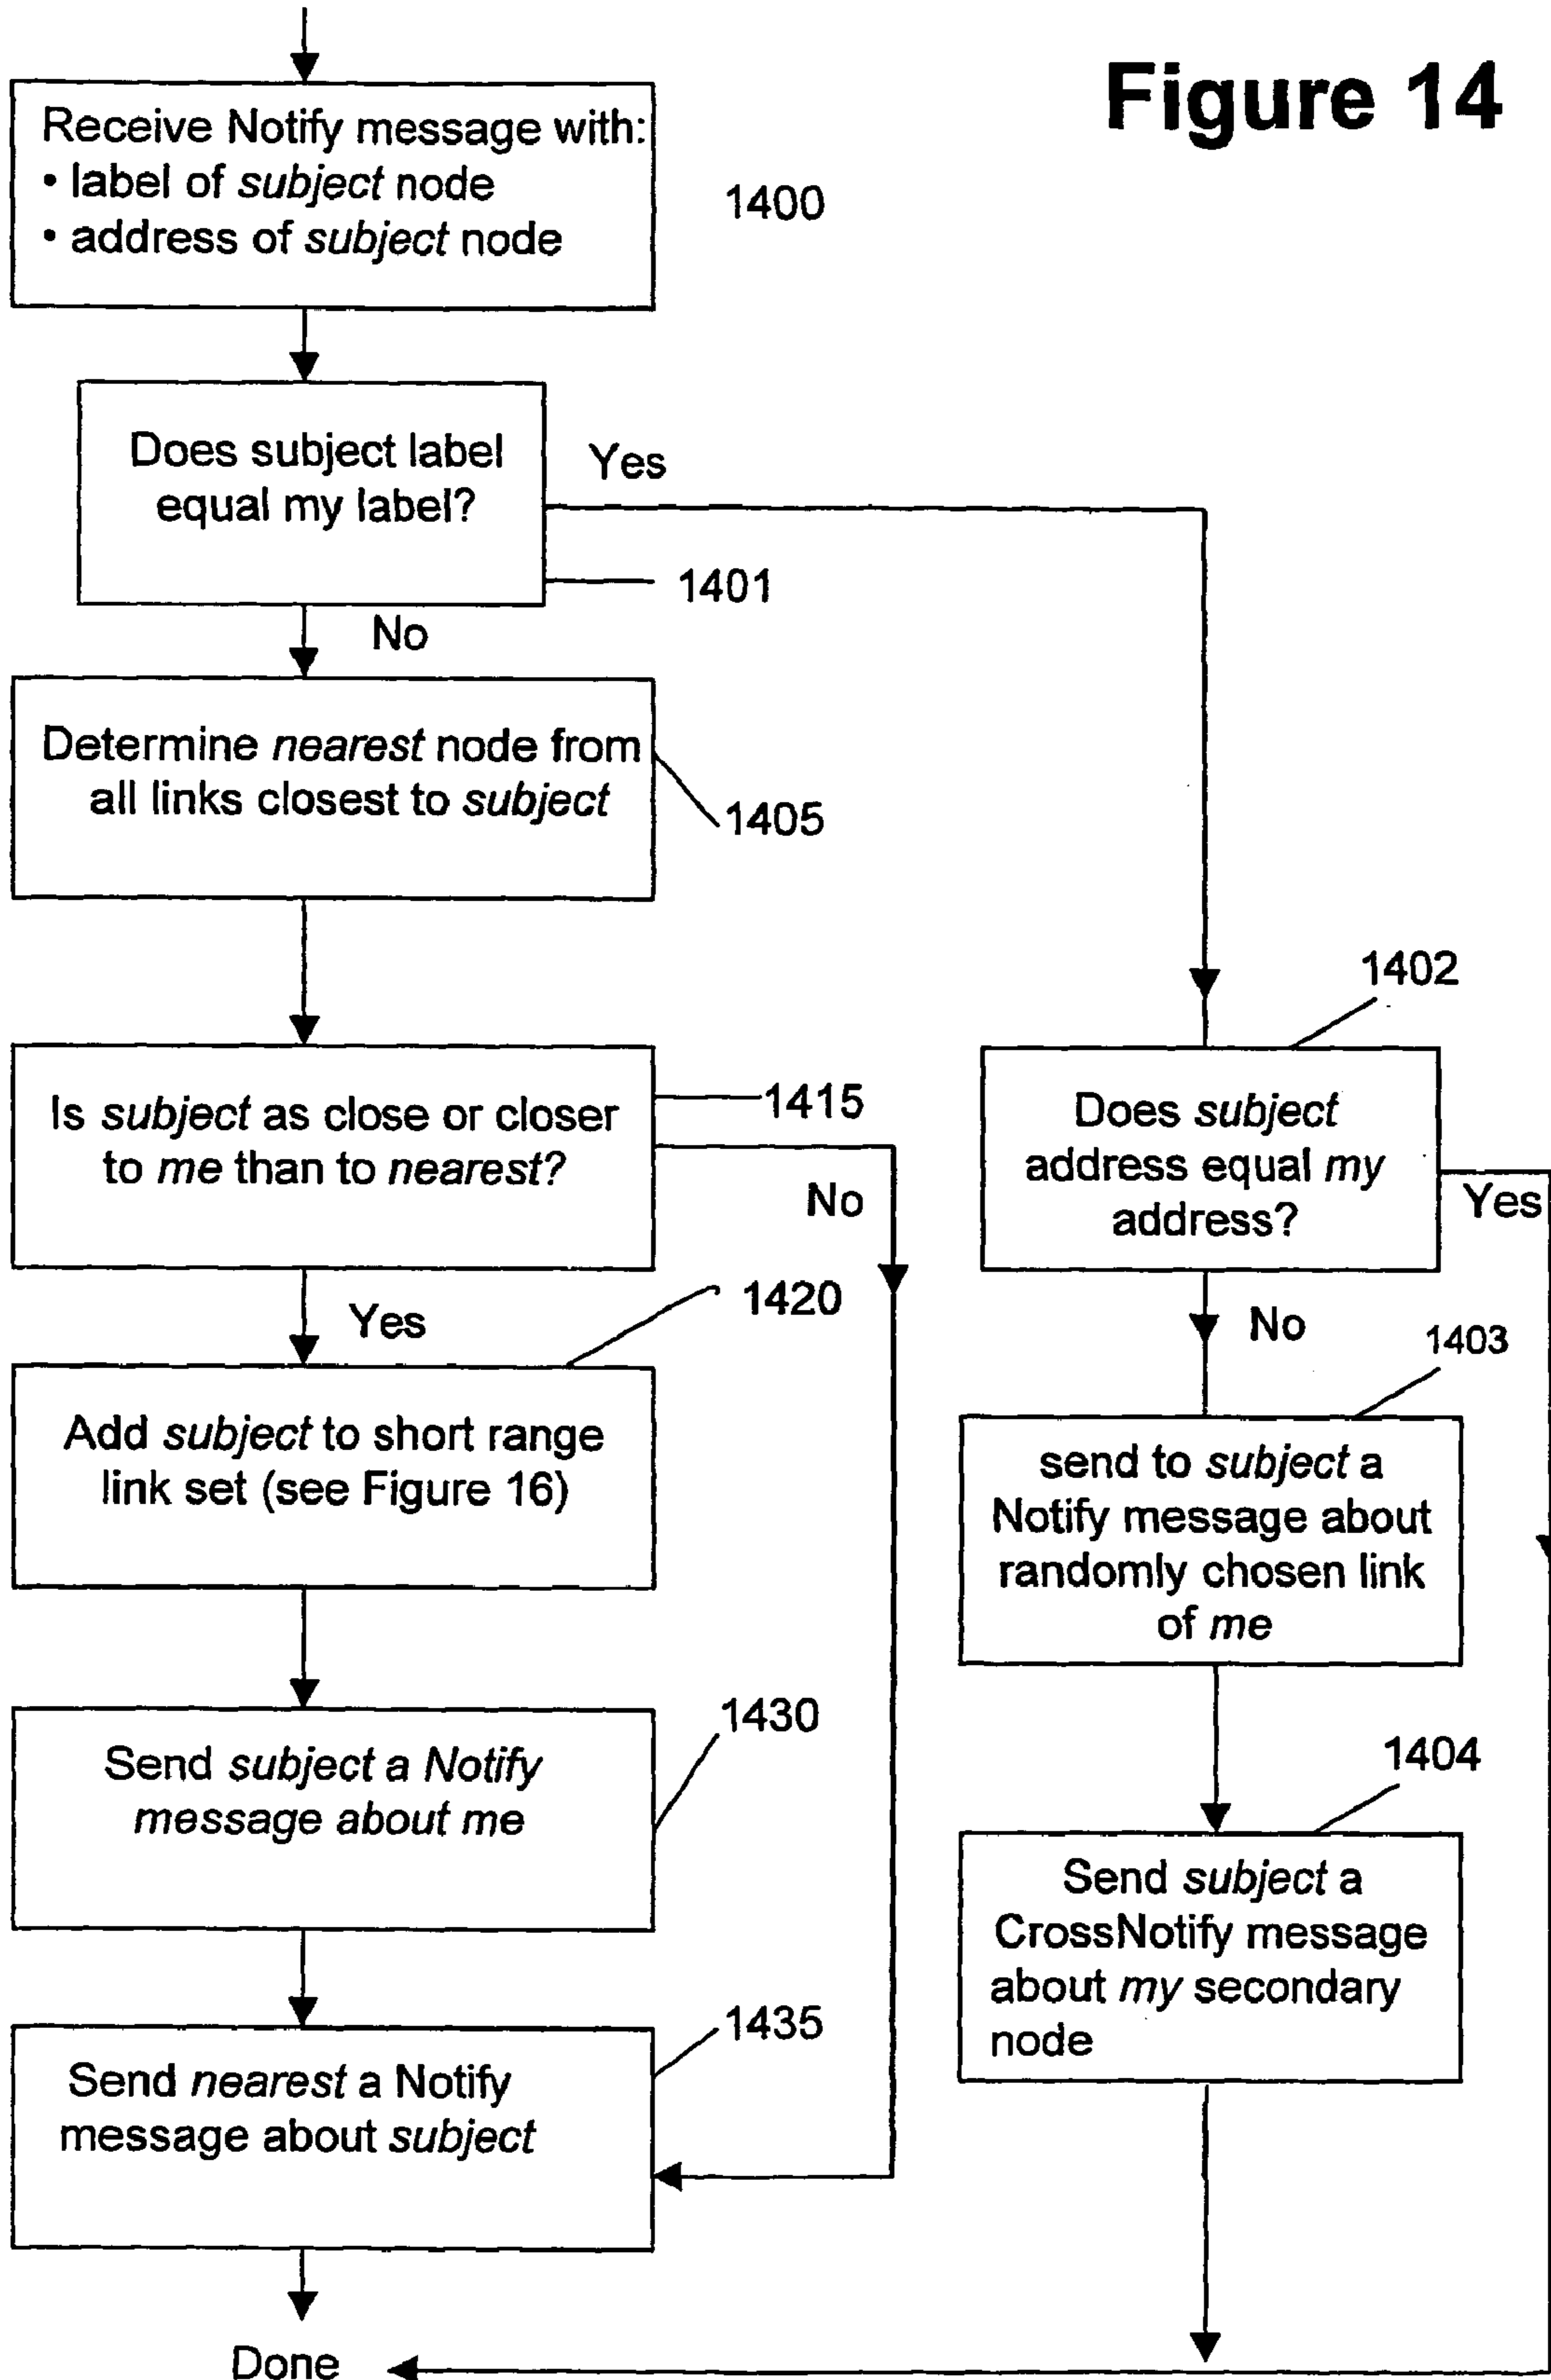 Figure 14
Receive Notify message with:
• label of subject node
• address of subject node
1400
Does subject label
equal my label?
Yes
1401
No
Determine nearest node from
all links closest to subject
1405
Is subject as close or closer
to me than to nearest?
1415
No
Yes
1420
Add subject to short range
link set (see Figure 16)
Send subject a Notify
message about me
1430
Send nearest a Notify
message about subject
1435
Done
1402
Does subject
address equal my
address?
Yes
No
1403
send to subject a
Notify message about
randomly chosen link
of me
1404
Send subject a
CrossNotify message
about my secondary
node